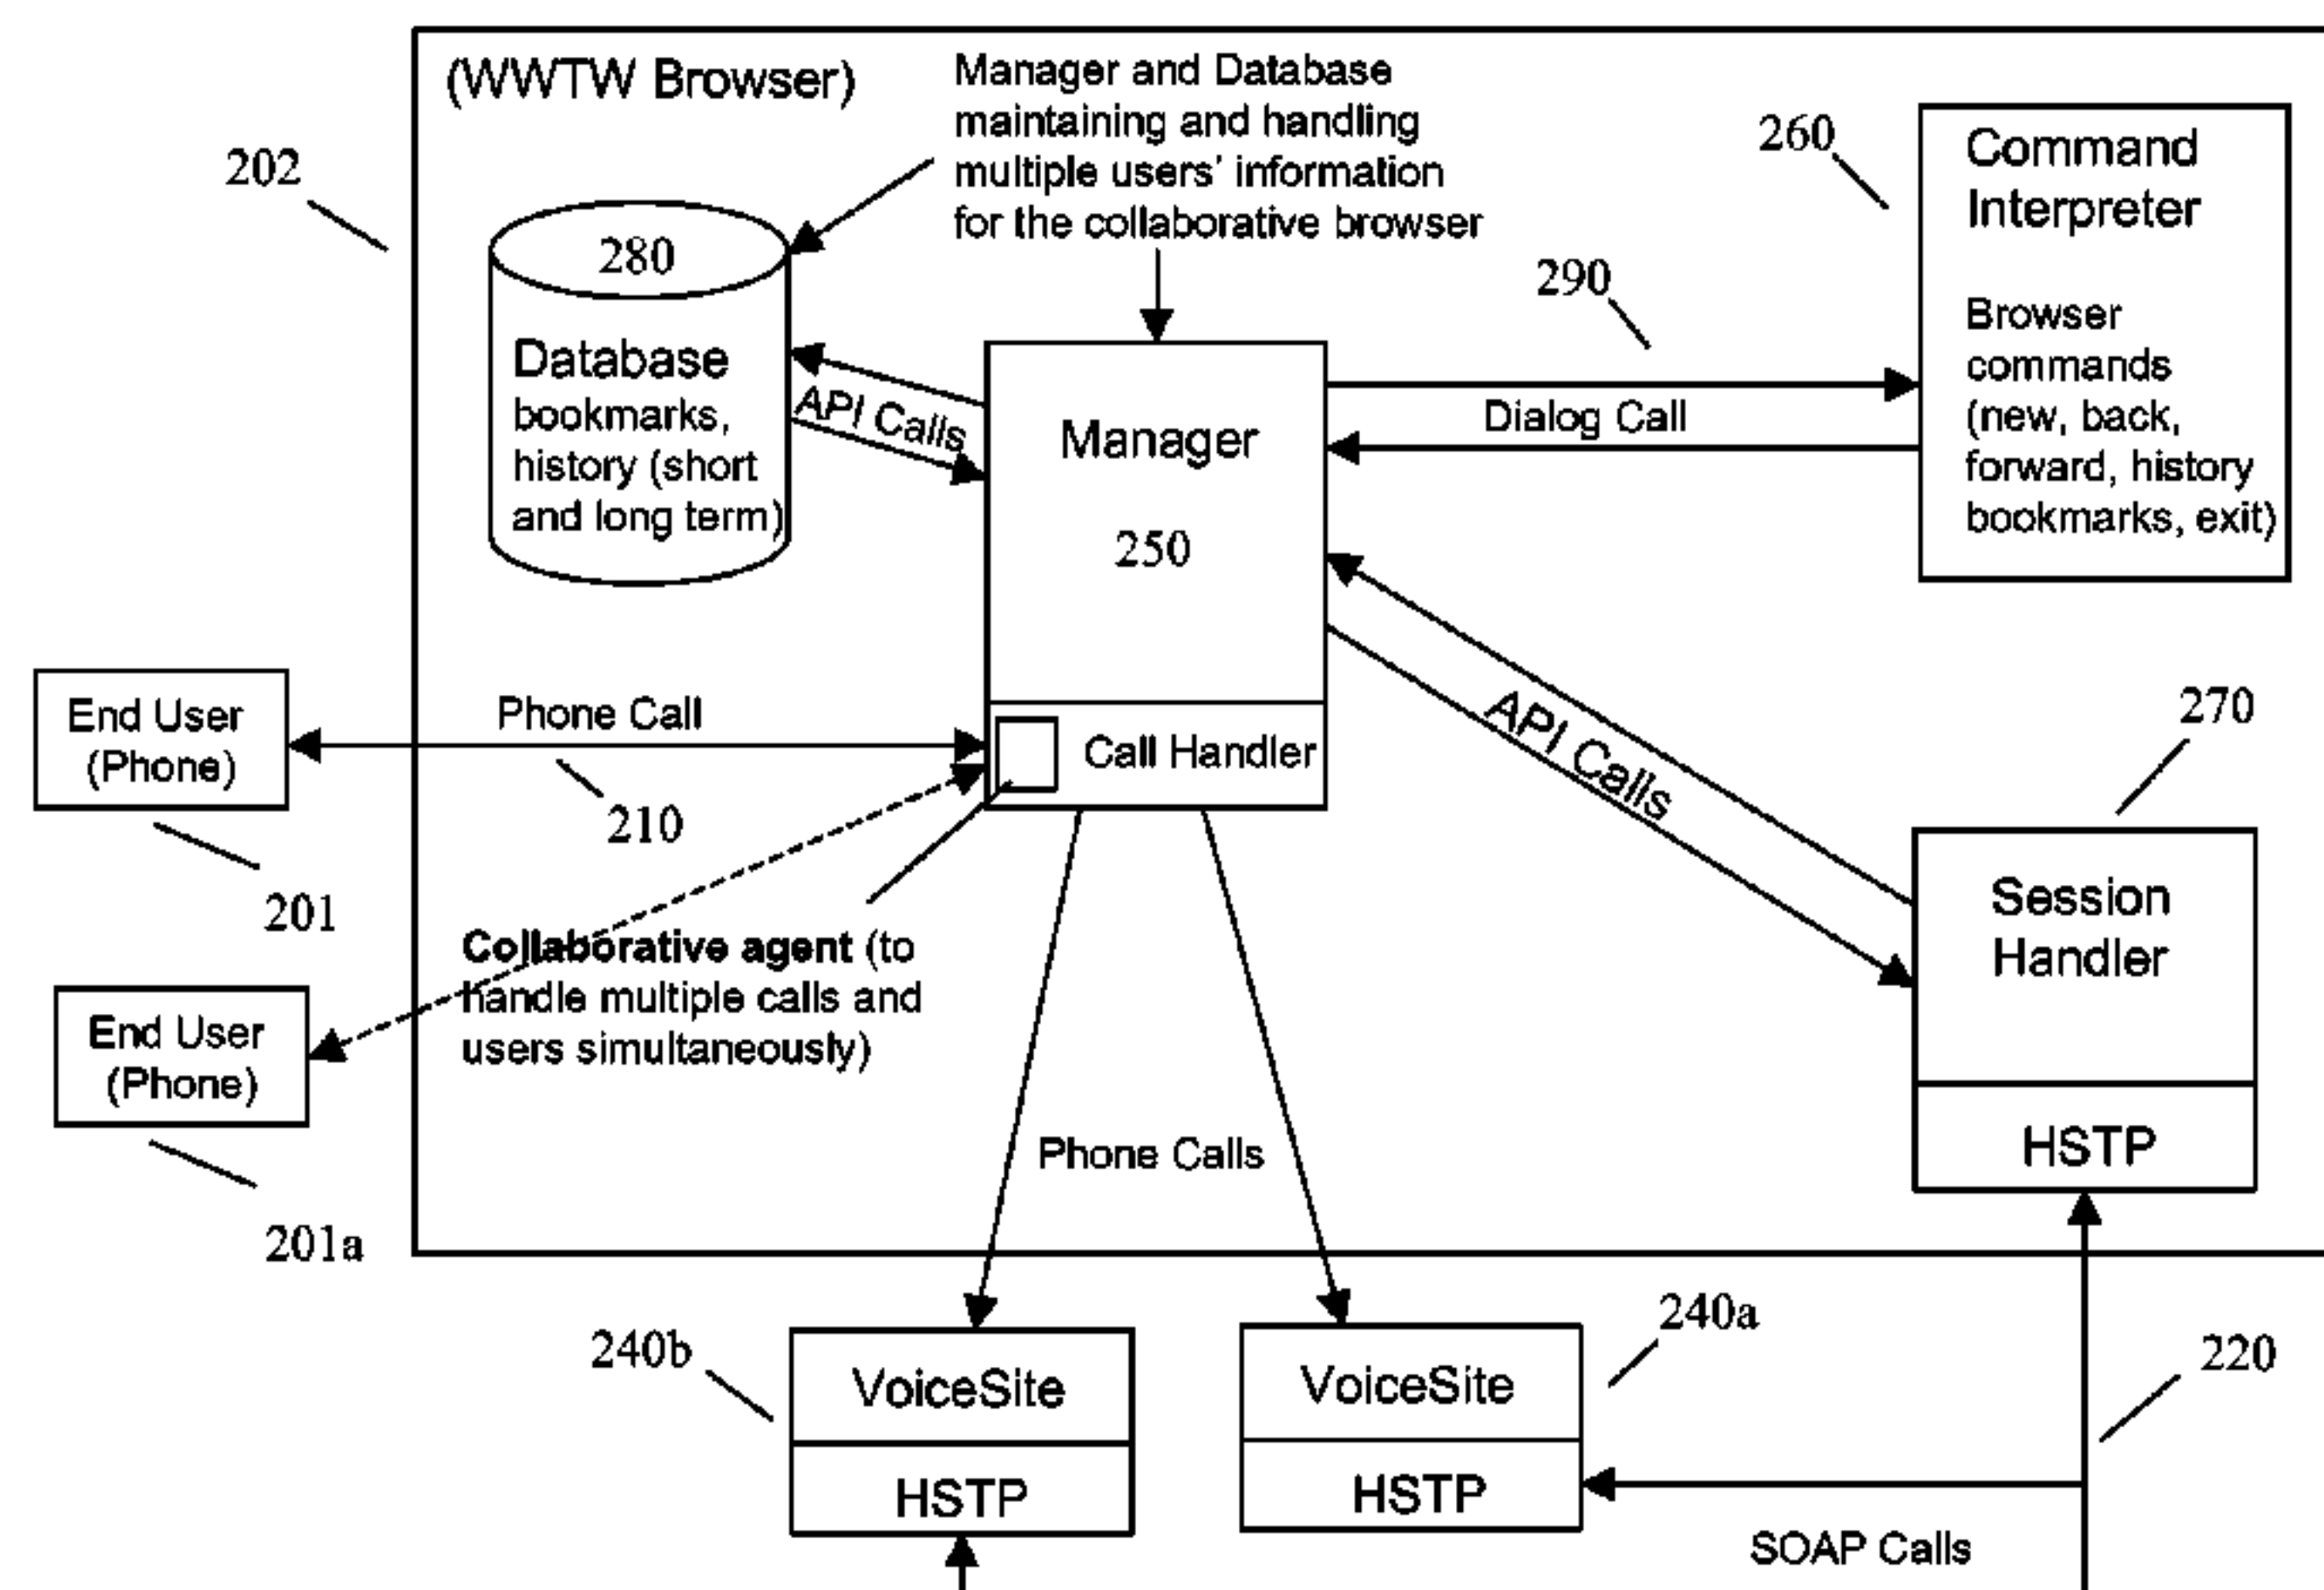 (WWTW Browser)
Manager and Database
maintaining and handling
multiple users' information
for the collaborative browser
202
260
Command
Interpreter
Browser
commands
(new, back,
forward, history
bookmarks, exit)
280
Database
bookmarks,
history (short
and long term)
API Calls
290
Dialog Call
Manager
250
End User
(Phone)
Phone Call
Call Handler
210
201
API Calls
270
Session
Handler
HSTP
Collaborative agent (to
handle multiple calls and
users simultaneously)
End User
(Phone)
201a
Phone Calls
240b
VoiceSite
HSTP
240a
VoiceSite
HSTP
220
SOAP Calls